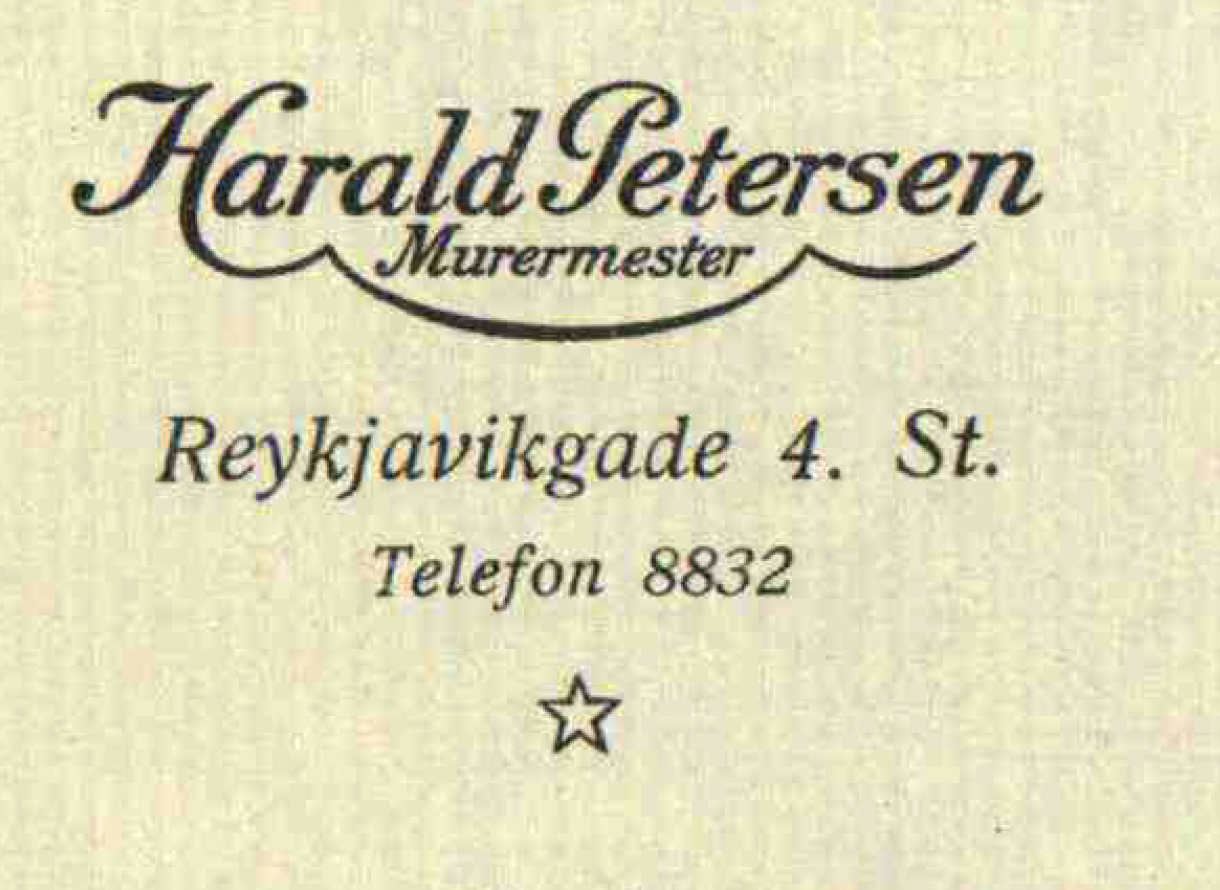 Harald Petersen
Murermester
Reykjavikgade 4. St.
Telefon 8832